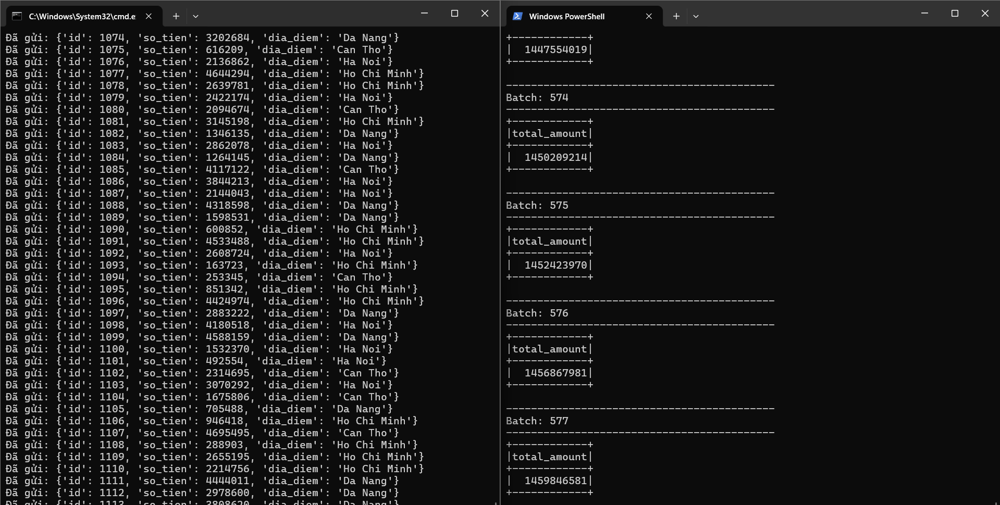 C:\Windows\System32\cmd.e
Đã gửi: {'id': 1074, 'so_tien': 3202684, 'dia_diem': 'Da Nang'}
Đã gửi: {'id': 1075, 'so_tien': 616209, 'dia_diem': 'Can Tho'}
Đã gửi: {'id': 1076, 'so_tien': 2136862, 'dia_diem': 'Ha Noi'}
Đã gửi: {'id': 1077, 'so_tien': 4644294, 'dia_diem': 'Ho Chi Minh'}
Đã gửi: {'id': 1078, 'so_tien': 2639781, 'dia_diem': 'Ho Chi Minh'}
Đã gửi: {'id': 1079, 'so_tien': 2422174, 'dia_diem': 'Ha Noi'}
Đã gửi: {'id': 1080, 'so_tien': 2094674, 'dia_diem': 'Can Tho'}
Đã gửi: {'id': 1081, 'so_tien': 3145198, 'dia_diem': 'Ho Chi Minh'}
Đã gửi: {'id': 1082, 'so_tien': 1346135, 'dia_diem': 'Da Nang'}
Đã gửi: {'id': 1083, 'so_tien': 2862078, 'dia_diem': 'Ha Noi'}
Đã gửi: {'id': 1084, 'so_tien': 1264145, 'dia_diem': 'Da Nang'}
Đã gửi: {'id': 1085, 'so_tien': 4117122, 'dia_diem': 'Can Tho'}
Đã gửi: {'id': 1086, 'so_tien': 3844213, 'dia_diem': 'Ha Noi'}
Đã gửi: {'id': 1087, 'so_tien': 2144043, 'dia_diem': 'Ha Noi'}
Đã gửi: {'id': 1088, 'so_tien': 4318598, 'dia_diem': 'Da Nang'}
Đã gửi: {'id': 1089, 'so_tien': 1598531, 'dia_diem': 'Da Nang'}
Đã gửi: {'id': 1090, 'so_tien': 600852, 'dia_diem': 'Ho Chi Minh'}
Đã gửi: {'id': 1091, 'so_tien': 4533488, 'dia_diem': 'Ho Chi Minh'}
Đã gửi: {'id': 1092, 'so_tien': 2608724, 'dia_diem': 'Ha Noi'}
Đã gửi: {'id': 1093, 'so_tien': 163723, 'dia_diem': 'Ho Chi Minh'}
Đã gửi: {'id': 1094, 'so_tien': 253345, 'dia_diem': 'Can Tho'}
Đã gửi: {'id': 1095, 'so_tien': 851342, 'dia_diem': 'Ho Chi Minh'}
Đã gửi: {'id': 1096, 'so_tien': 4424974, 'dia_diem': 'Ho Chi Minh'}
Đã gửi: {'id': 1097, 'so_tien': 2883222, 'dia_diem': 'Da Nang'}
Đã gửi: {'id': 1098, 'so_tien': 4180518, 'dia_diem': 'Ha Noi'}
Đã gửi: {'id': 1099, 'so_tien': 4588159, 'dia_diem': 'Da Nang'}
Đã gửi: {'id': 1100, 'so_tien': 1532370, 'dia_diem': 'Ha Noi'}
Đã gửi: {'id': 1101, 'so_tien': 492554, 'dia_diem': 'Ha Noi'}
Đã gửi: {'id': 1102, 'so_tien': 2314695, 'dia_diem': 'Can Tho'}
Đã gửi: {'id': 1103, 'so_tien': 3070292, 'dia_diem': 'Ha Noi'}
Đã gửi: {'id': 1104, 'so_tien': 1675806, 'dia_diem': 'Can Tho'}
Đã gửi: {'id': 1105, 'so_tien': 705488, 'dia_diem': 'Da Nang'}
Đã gửi: {'id': 1106, 'so_tien': 946418, 'dia_diem': 'Ho Chi Minh'}
Đã gửi: {'id': 1107, 'so_tien': 4695495, 'dia_diem': 'Can Tho'}
Đã gửi: {'id': 1108, 'so_tien': 288903, 'dia_diem': 'Ho Chi Minh'}
Đã gửi: {'id': 1109, 'so_tien': 2655195, 'dia_diem': 'Ho Chi Minh'}
Đã gửi: {'id': 1110, 'so_tien': 2214756, 'dia_diem': 'Ho Chi Minh'}
Đã gửi: {'id': 1111, 'so_tien': 4444011, 'dia_diem': 'Da Nang'}
Đã gửi: {'id': 1112, 'so_tien': 2978600, 'dia_diem': 'Da Nang'}
Đã gửi: {'id': 1113, 'so_tien': 3808620, 'dia_diem': 'Da Nang'}
Windows PowerShell
+------------+
|  1447554019|
+------------+
-------------------------------------------
Batch: 574
-------------------------------------------
+------------+
|total_amount|
+------------+
|  1450209214|
+------------+
-------------------------------------------
Batch: 575
-------------------------------------------
+------------+
|total_amount|
+------------+
|  1452423970|
+------------+
-------------------------------------------
Batch: 576
-------------------------------------------
+------------+
|total_amount|
+------------+
|  1456867981|
+------------+
-------------------------------------------
Batch: 577
-------------------------------------------
+------------+
|total_amount|
+------------+
|  1459846581|
+------------+